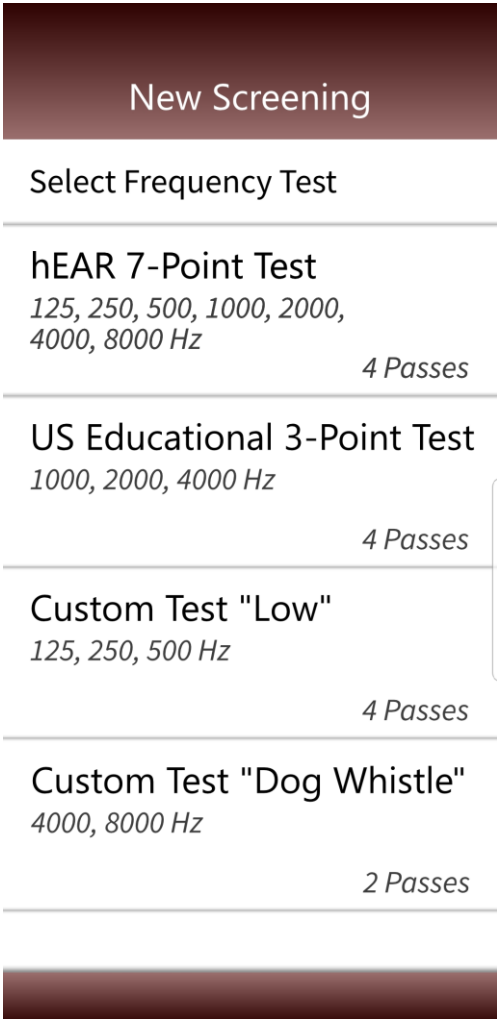 New Screening
Select Frequency Test
hEAR 7-Point Test
125, 250, 500, 1000, 2000,
4000, 8000 Hz
4 Passes
US Educational 3-Point Test
1000, 2000, 4000 Hz
4 Passes
Custom Test "Low"
125, 250, 500 Hz
4 Passes
Custom Test "Dog Whistle"
4000, 8000 Hz
2 Passes